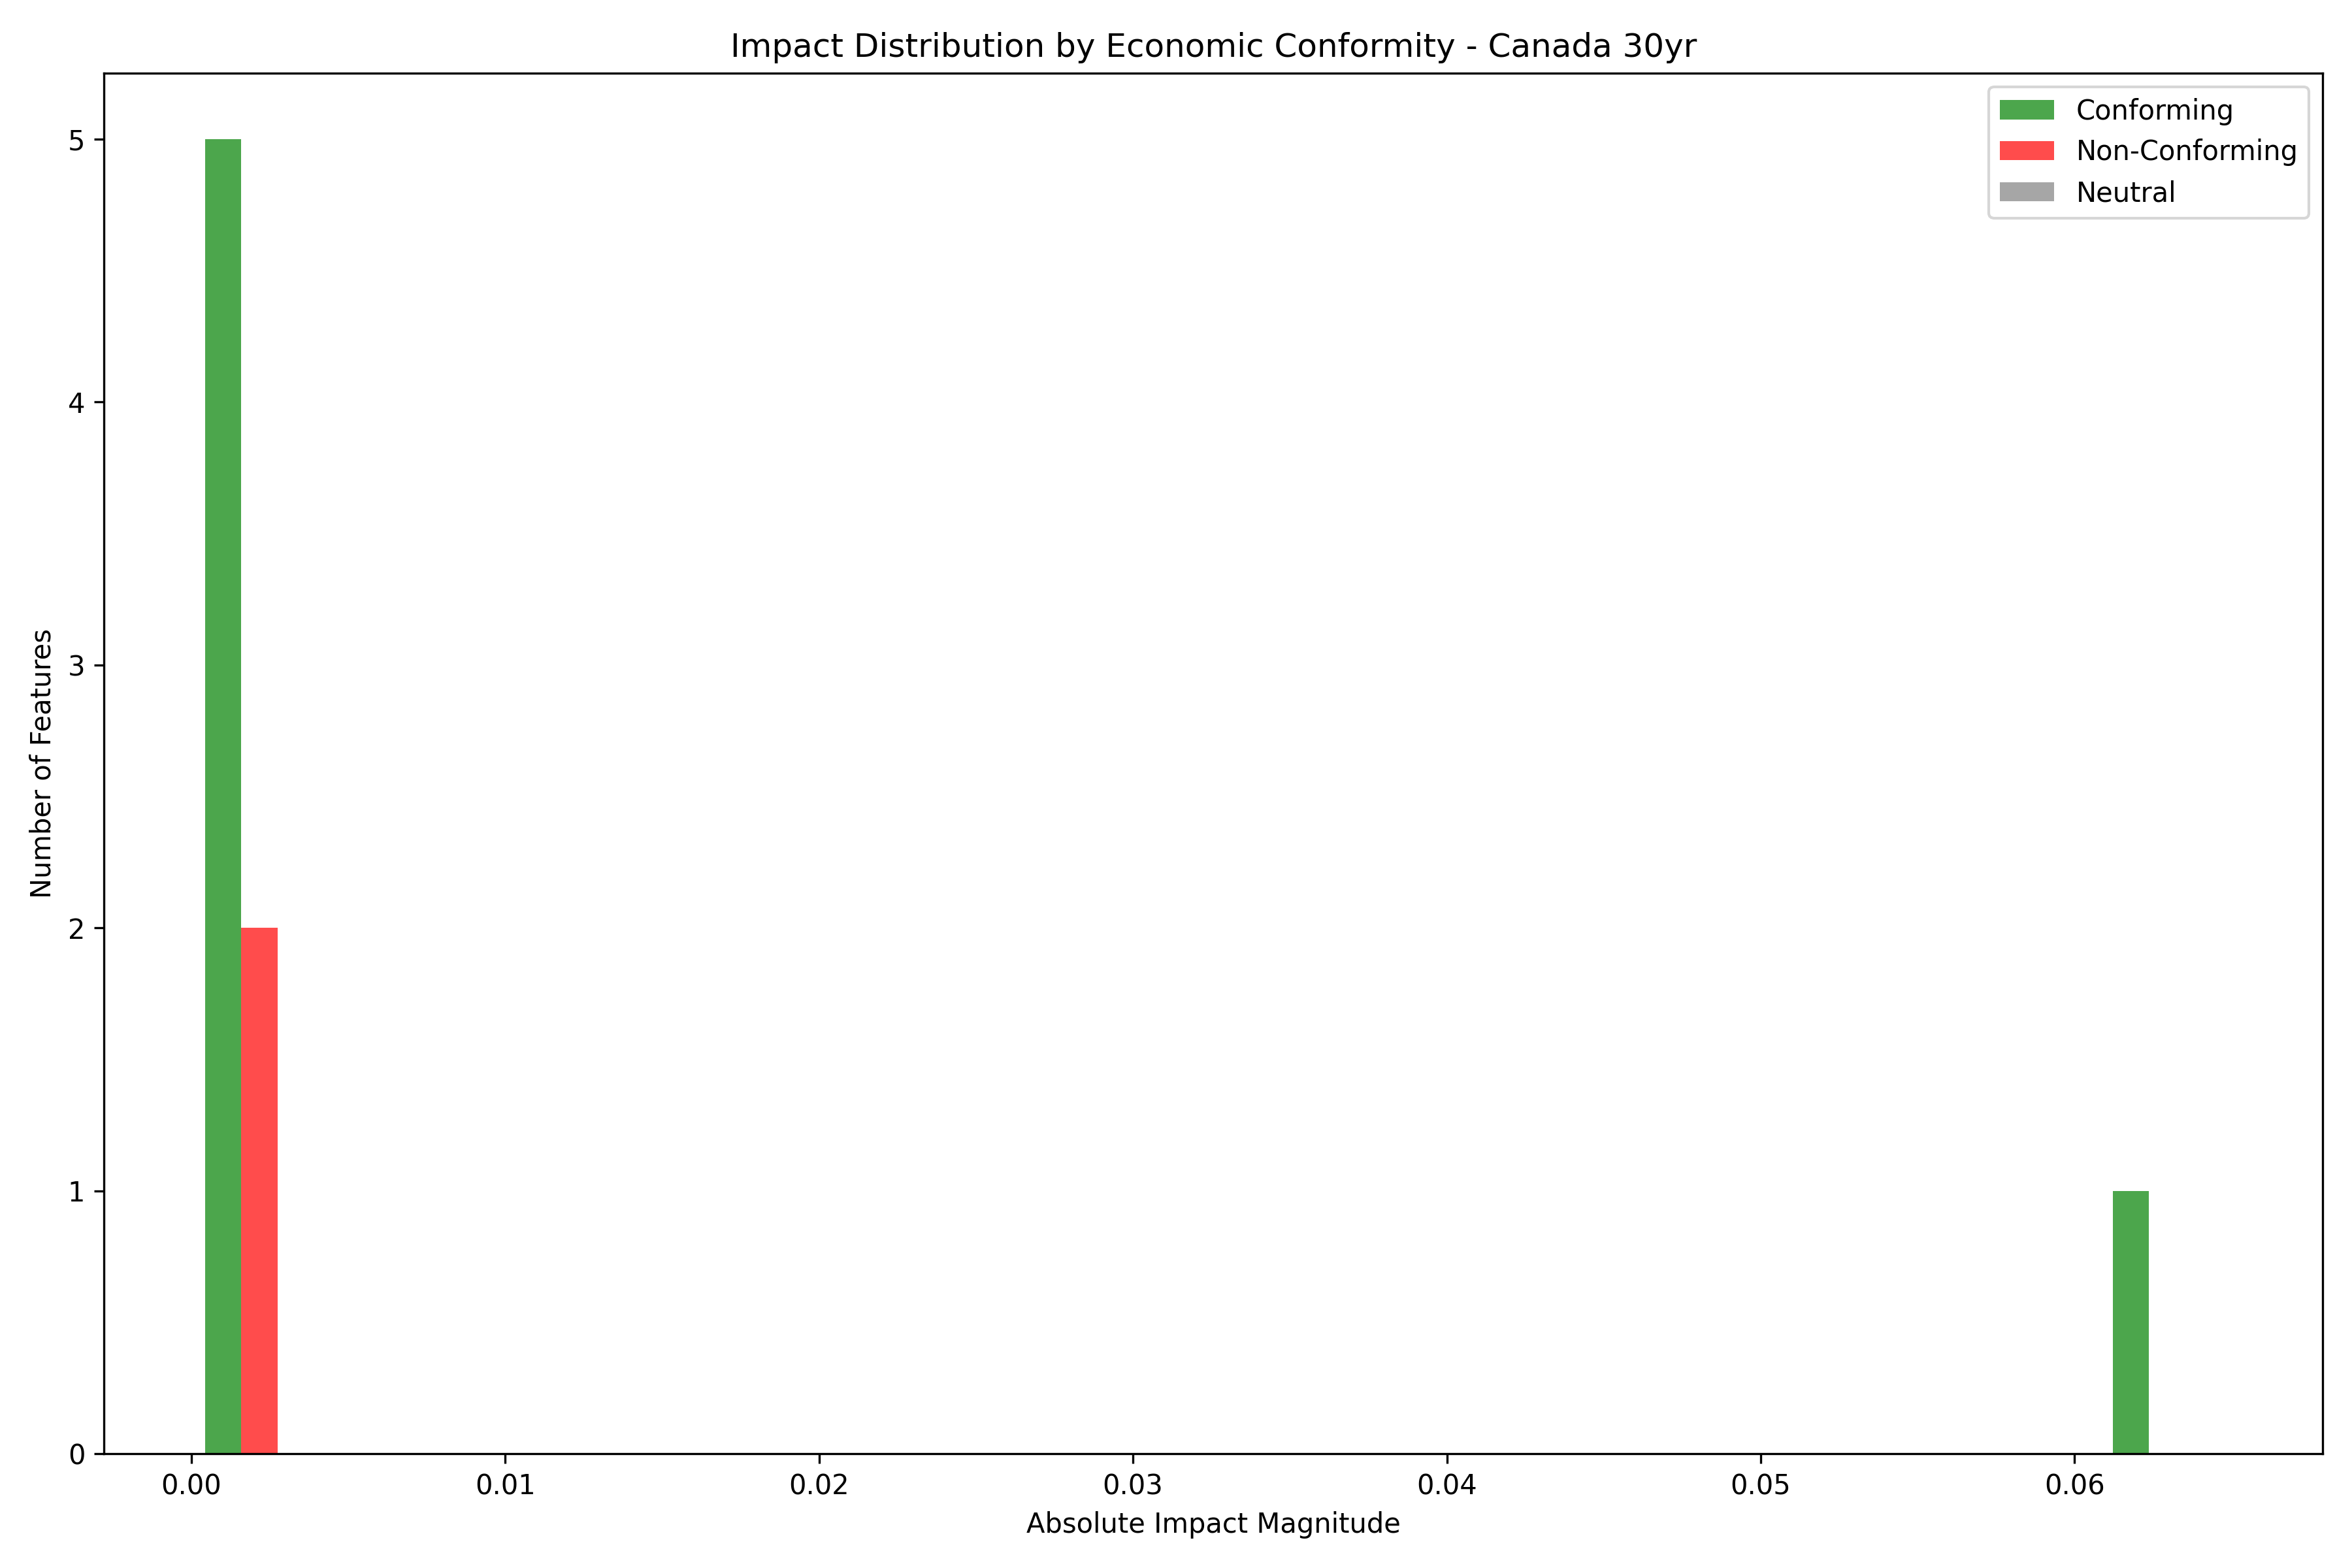 Impact Distribution by Economic Conformity - Canada 30yr
Conforming
Non-Conforming
Neutral
Number of Features
5
4
3
2
1
0
0.00
0.01
0.02
0.03
0.04
0.05
0.06
Absolute Impact Magnitude